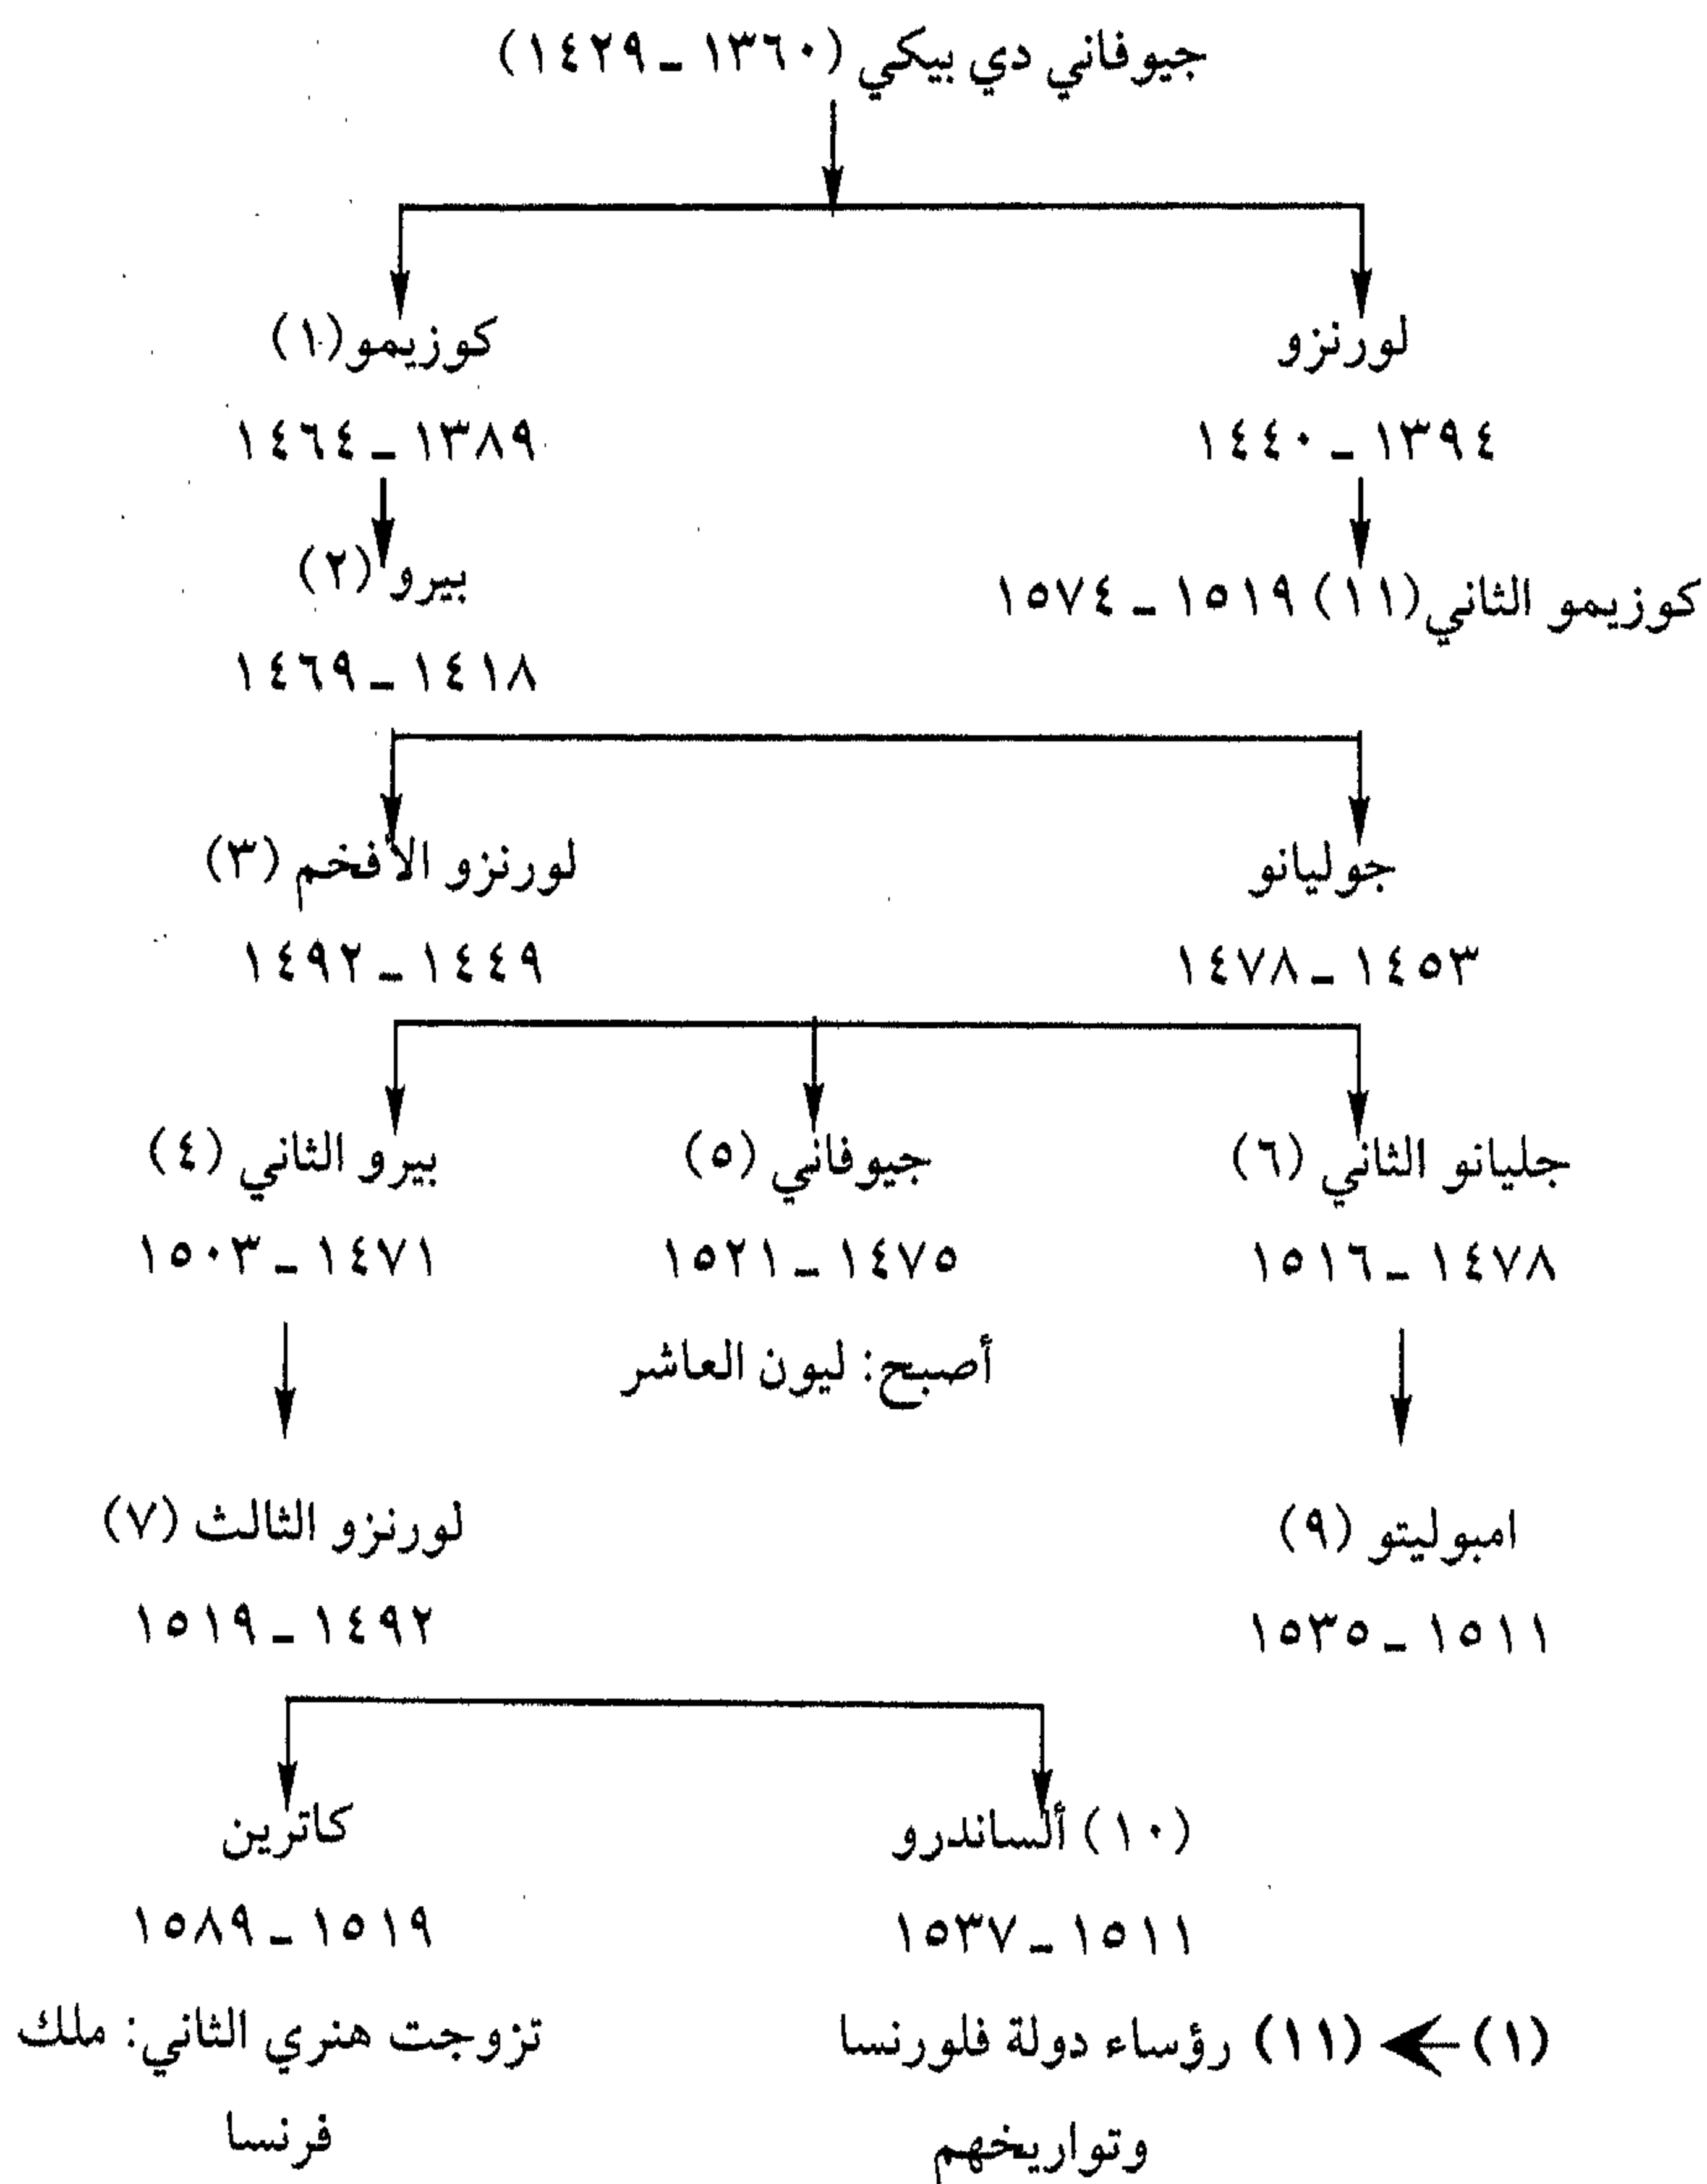 جيوفاني دي بيكي (١٣٦٠ ـ ١٤٢٩)
لورنزو
كوزيمو (١)
١٣٩٤ ـ ١٤٤٠
١٣٨٩ ـ ١٤٦٤
كوزيمو الثاني (١١) ١٥١٩ ـ ١٥٧٤
بيرو (٢)
١٤١٨ ـ ١٤٦٩
جوليانو
لورنزو الأفخم (٣)
١٤٥٣ ـ ١٤٧٨
١٤٤٩ ـ ١٤٩٢
جليانو الثاني (٦)
جيوفاني (٥)
بيرو الثاني (٤)
١٤٧٨ ـ ١٥١٦
١٤٧٥ ـ ١٥٢١
١٤٧١ ـ ١٥٠٣
أصبح: ليون العاشر
امبوليتو (٩)
لورنزو الثالث (٧)
١٥١١ ـ ١٥٣٥
١٤٩٢ ـ ١٥١٩
(١٠) ألساندرو
كاترين
١٥١١ ـ ١٥٣٧
١٥١٩ ـ ١٥٨٩
(١) ← (١١) رؤساء دولة فلورنسا
وتواريخهم
تزوجت هنري الثاني: ملك
فرنسا